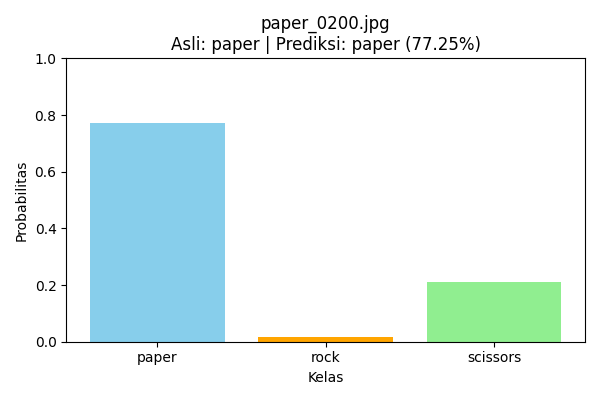 paper_0200.jpg
Asli: paper | Prediksi: paper (77.25%)
1.0
0.8
0.6
0.4
0.2
0.0
Probabilitas
paper rock scissors
Kelas